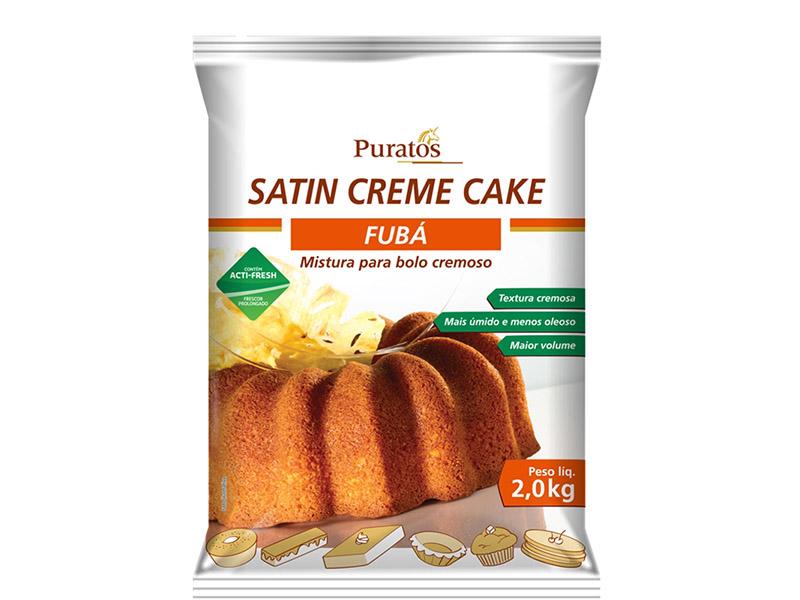 Puratos
SATIN CREME CAKE
FUBÁ
Mistura para bolo cremoso
CONTÉM
ACTI-FRESH
FRESCOR
PROLONGADO
Textura cremosa
Mais úmido e menos oleoso
Maior volume
Peso líq.
2,0kg